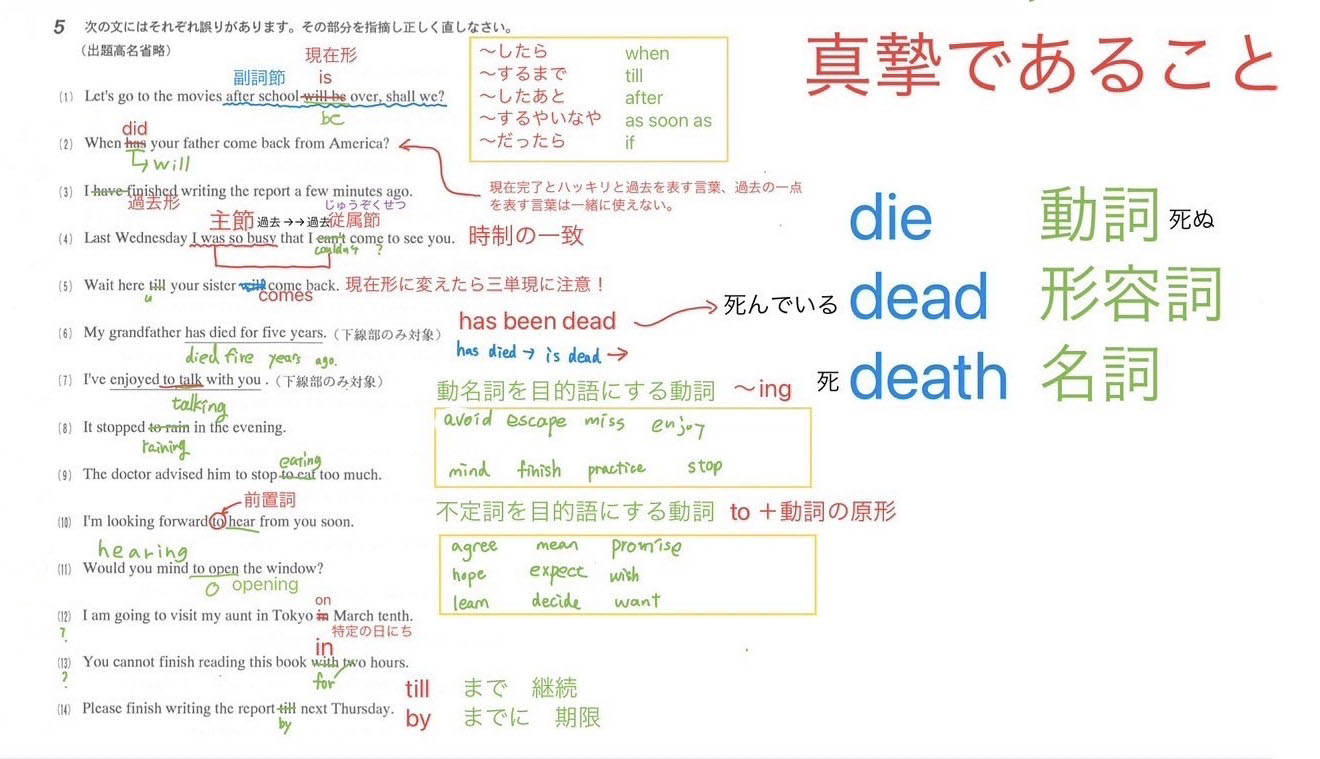 5 次の文にはそれぞれ誤りがあります。その部分を指摘し正しく直しなさい。
(出題高名省略)
現在形
副詞節 is
(1) Let's go to the movies after school will be over, shall we?
be
did
(2) When has your father come back from America?
will
(3) I have finished writing the report a few minutes ago.
過去形
じゅうぞくせつ
主節 過去→→過去 従属節
(4) Last Wednesday I was so busy that I can't come to see you. 時制の一致
couldn't ?
(5) Wait here till your sister will come back. 現在形に変えたら三単現に注意!
u comes
(6) My grandfather has died for five years. (下線部のみ対象) has been dead
has died → is dead →
died five years ago.
(7) I've enjoyed to talk with you . (下線部のみ対象)
talking
(8) It stopped to rain in the evening.
raining
eating
(9) The doctor advised him to stop to eat too much.
前置詞
(10) I'm looking forward to hear from you soon.
hearing
(11) Would you mind to open the window?
opening
on
(12) I am going to visit my aunt in Tokyo in March tenth.
? 特定の日にち
in
(13) You cannot finish reading this book with two hours.
? for
(14) Please finish writing the report till next Thursday.
by
till まで 継続
by までに 期限
〜したら when
〜するまで till
〜したあと after
〜するやいなや as soon as
〜だったら if
現在完了とハッキリと過去を表す言葉、過去の一点
を表す言葉は一緒に使えない。
動名詞を目的語にする動詞 〜ing
avoid escape miss enjoy
mind finish practice stop
不定詞を目的語にする動詞 to +動詞の原形
agree mean promise
hope expect wish
learn decide want
真摯であること
die 動詞 死ぬ
死んでいる dead 形容詞
死 death 名詞